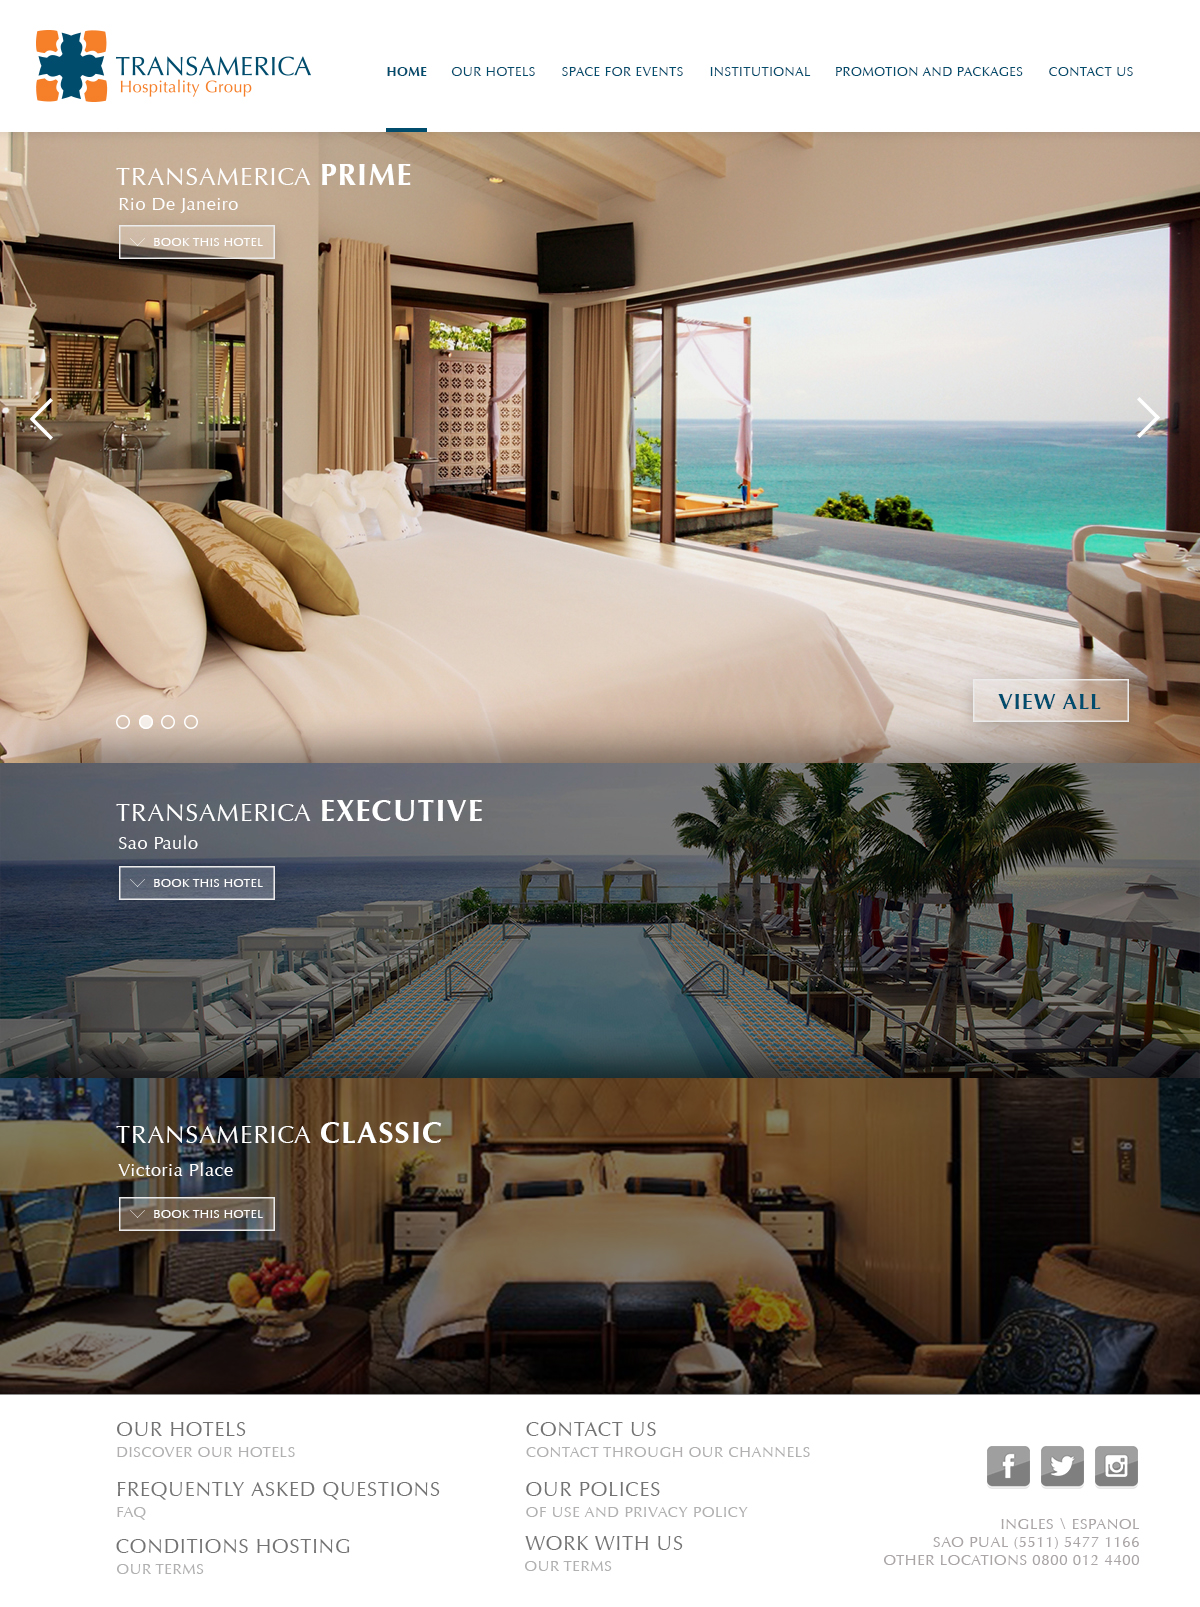 TRANSAMERICA
Hospitality Group
HOME OUR HOTELS SPACE FOR EVENTS INSTITUTIONAL PROMOTION AND PACKAGES CONTACT US
TRANSAMERICA PRIME
Rio De Janeiro
BOOK THIS HOTEL
VIEW ALL
TRANSAMERICA EXECUTIVE
Sao Paulo
BOOK THIS HOTEL
TRANSAMERICA CLASSIC
Victoria Place
BOOK THIS HOTEL
OUR HOTELS
DISCOVER OUR HOTELS
FREQUENTLY ASKED QUESTIONS
FAQ
CONDITIONS HOSTING
OUR TERMS
CONTACT US
CONTACT THROUGH OUR CHANNELS
OUR POLICES
OF USE AND PRIVACY POLICY
WORK WITH US
OUR TERMS
INGLES \ ESPANOL
SAO PUAL (5511) 5477 1166
OTHER LOCATIONS 0800 012 4400